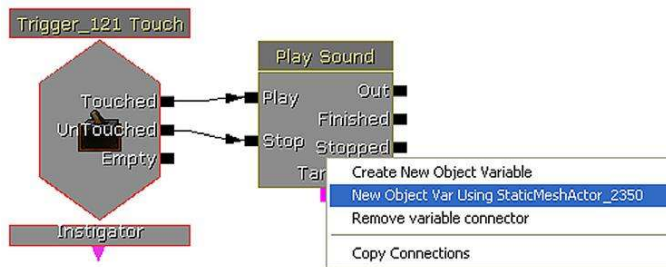 Trigger_121 Touch
Touched
UnTouched
Empty
Instigator
Play Sound
Play
Stop
Out
Finished
Stopped
Create New Object Variable
New Object Var Using StaticMeshActor_2350
Remove variable connector
Copy Connections